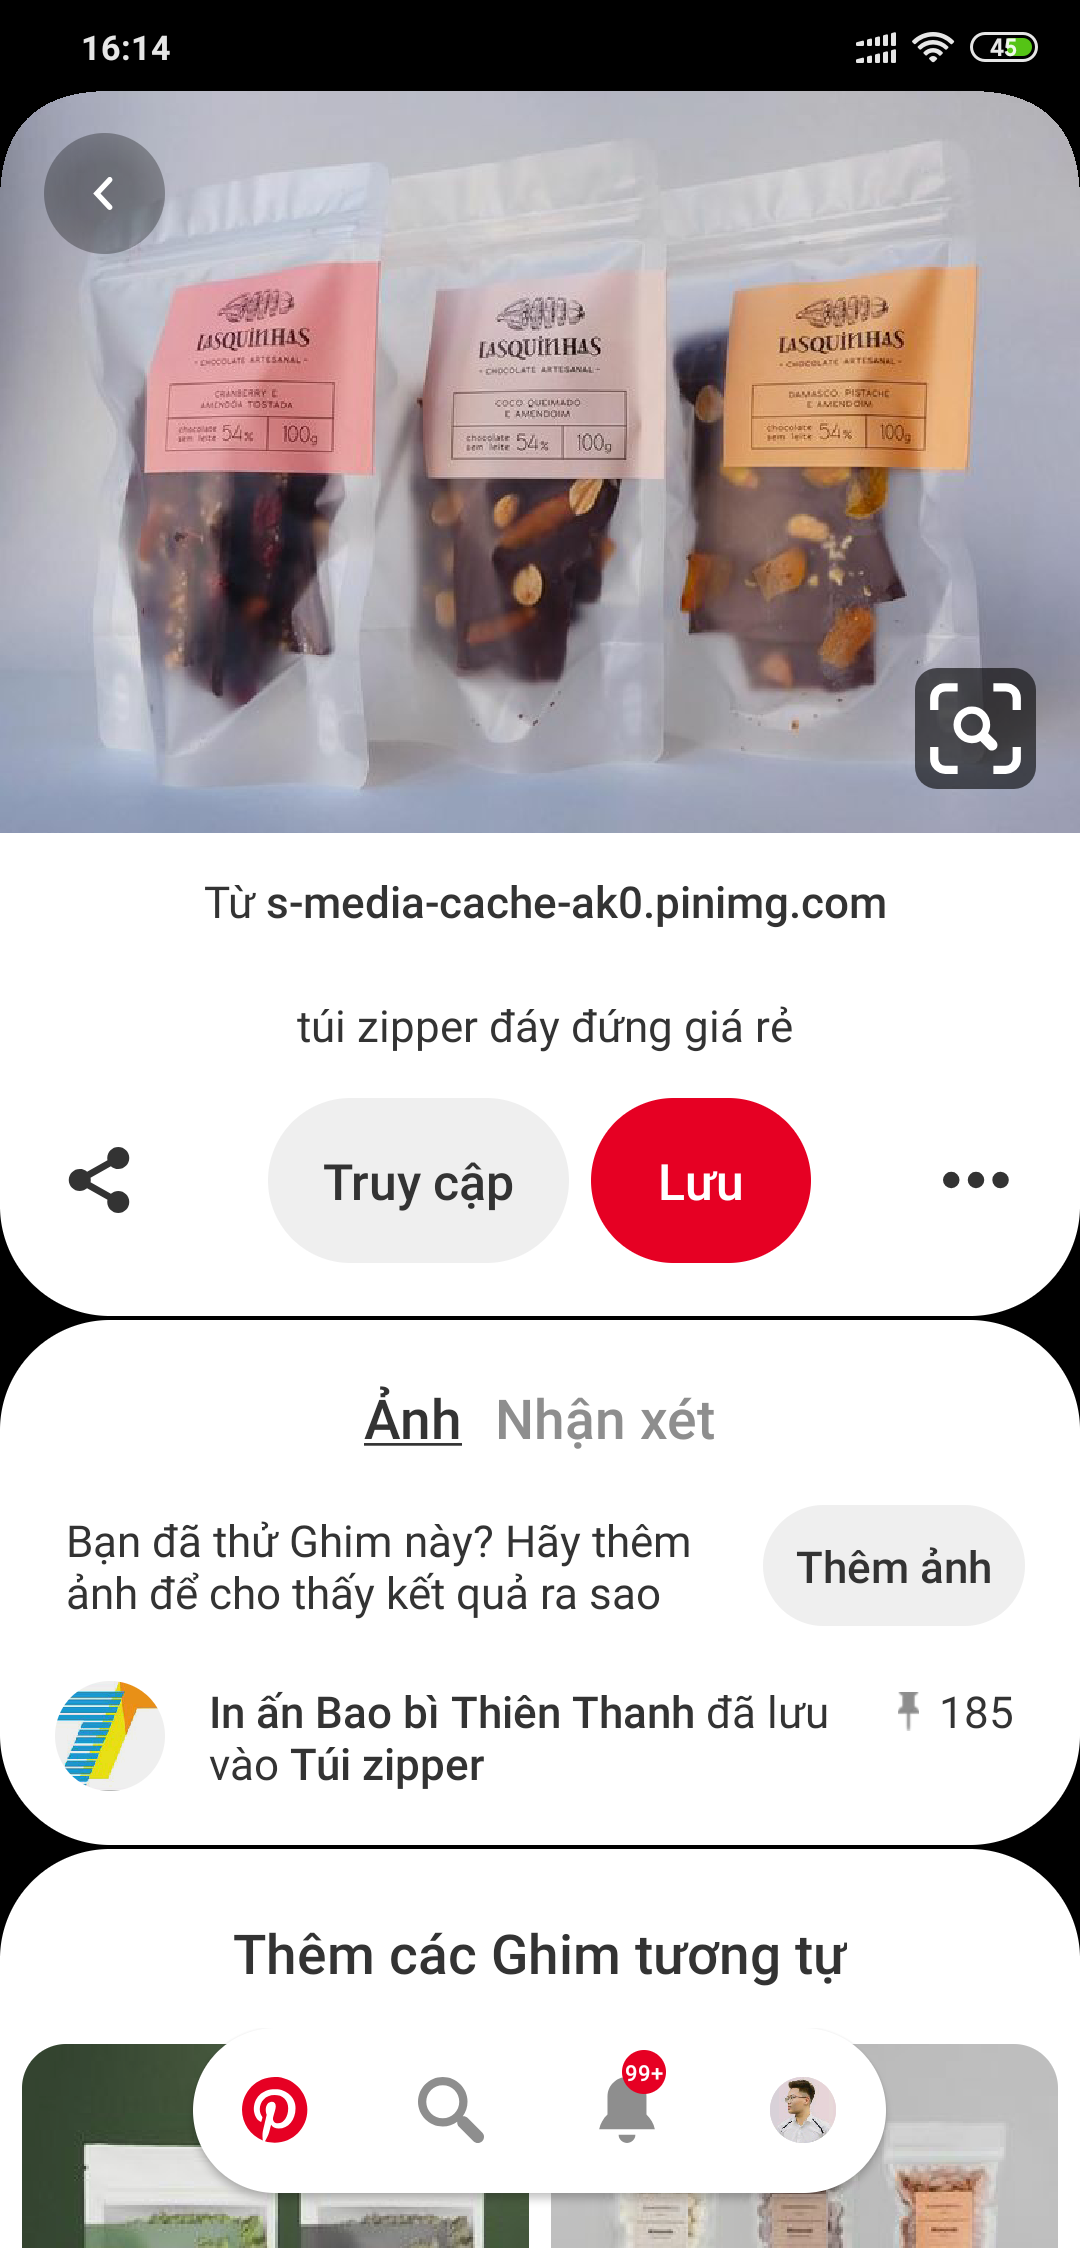 16:14
45
LASQUINHAS
- CHOCOLATE ARTESANAL -
CRANBERRY E
AMÊNDOA TOSTADA
chocolate
sem leite 54% 100g
LASQUINHAS
- CHOCOLATE ARTESANAL -
COCO QUEIMADO
E AMENDOIM
chocolate
sem leite 54% 100g
LASQUINHAS
- CHOCOLATE ARTESANAL -
DAMASCO, PISTACHE
E AMENDOIM
chocolate
sem leite 54% 100g
Từ s-media-cache-ak0.pinimg.com
túi zipper đáy đứng giá rẻ
Truy cập
Lưu
Ảnh Nhận xét
Bạn đã thử Ghim này? Hãy thêm
ảnh để cho thấy kết quả ra sao
Thêm ảnh
In ấn Bao bì Thiên Thanh đã lưu
vào Túi zipper
185
Thêm các Ghim tương tự
99+